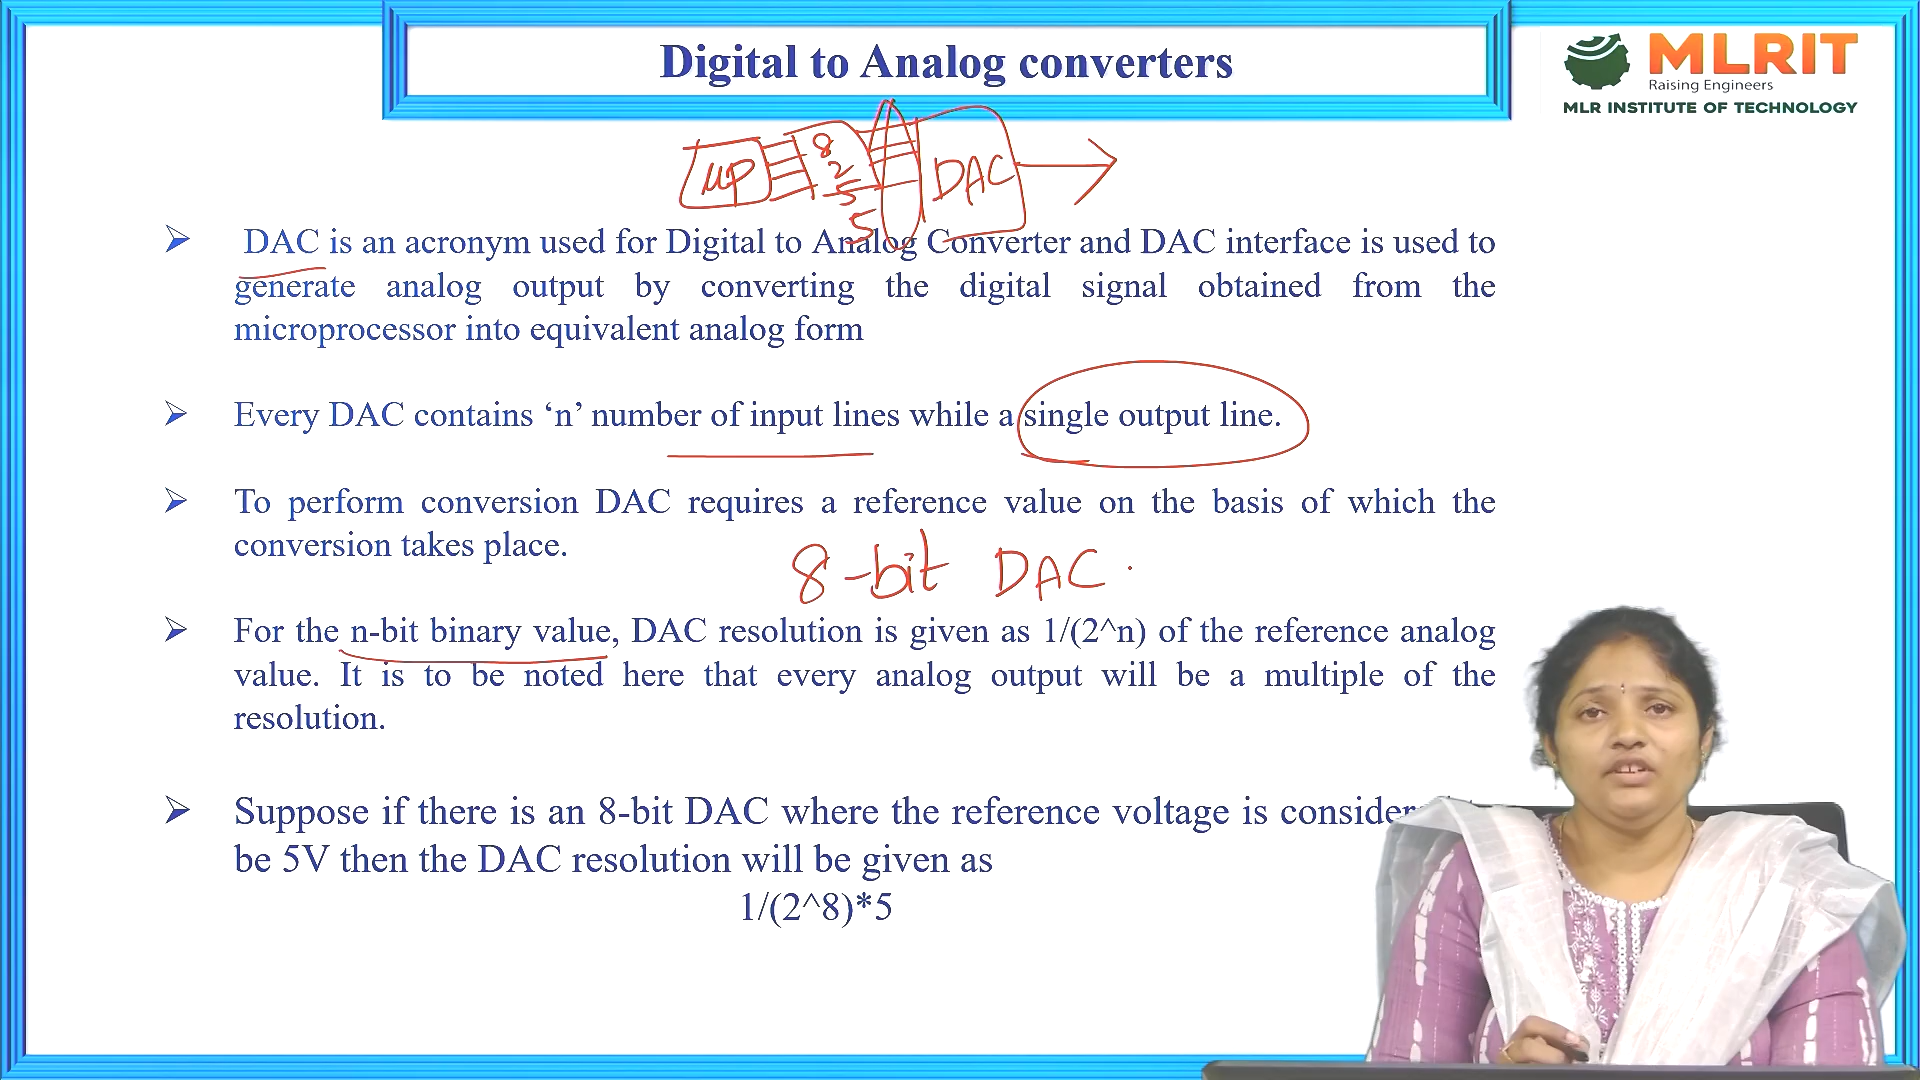 Digital to Analog converters
MLRIT
Raising Engineers
MLR INSTITUTE OF TECHNOLOGY
μp
8
2
5
5
DAC
➢ DAC is an acronym used for Digital to Analog Converter and DAC interface is used to
generate analog output by converting the digital signal obtained from the
microprocessor into equivalent analog form
➢ Every DAC contains ‘n’ number of input lines while a single output line.
➢ To perform conversion DAC requires a reference value on the basis of which the
conversion takes place.
8-bit DAC.
➢ For the n-bit binary value, DAC resolution is given as 1/(2^n) of the reference analog
value. It is to be noted here that every analog output will be a multiple of the
resolution.
➢ Suppose if there is an 8-bit DAC where the reference voltage is
be 5V then the DAC resolution will be given as
1/(2^8)*5